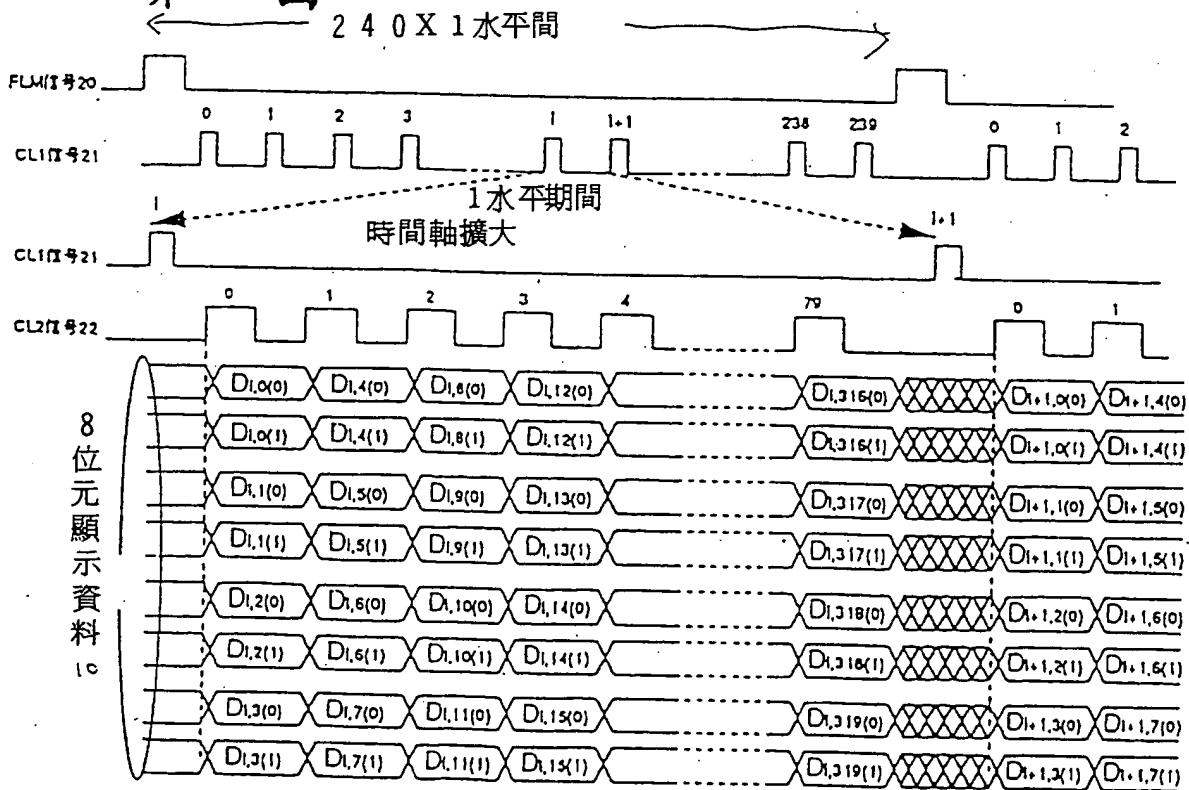 240X1水平間
FLM信号20
0 1 2 3 I I+1 238 239 0 1 2
CL1信号21
1水平期間
I I+1
時間軸擴大
CL1信号21
0 1 2 3 4 79 0 1
CL2信号22
DI,0(0) DI,4(0) DI,8(0) DI,12(0) DI,316(0) DI+1,0(0) DI+1,4(0)
DI,0(1) DI,4(1) DI,8(1) DI,12(1) DI,316(1) DI+1,0(1) DI+1,4(1)
DI,1(0) DI,5(0) DI,9(0) DI,13(0) DI,317(0) DI+1,1(0) DI+1,5(0)
DI,1(1) DI,5(1) DI,9(1) DI,13(1) DI,317(1) DI+1,1(1) DI+1,5(1)
DI,2(0) DI,6(0) DI,10(0) DI,14(0) DI,318(0) DI+1,2(0) DI+1,6(0)
DI,2(1) DI,6(1) DI,10(1) DI,14(1) DI,318(1) DI+1,2(1) DI+1,6(1)
DI,3(0) DI,7(0) DI,11(0) DI,15(0) DI,319(0) DI+1,3(0) DI+1,7(0)
DI,3(1) DI,7(1) DI,11(1) DI,15(1) DI,319(1) DI+1,3(1) DI+1,7(1)
8位元顯示資料